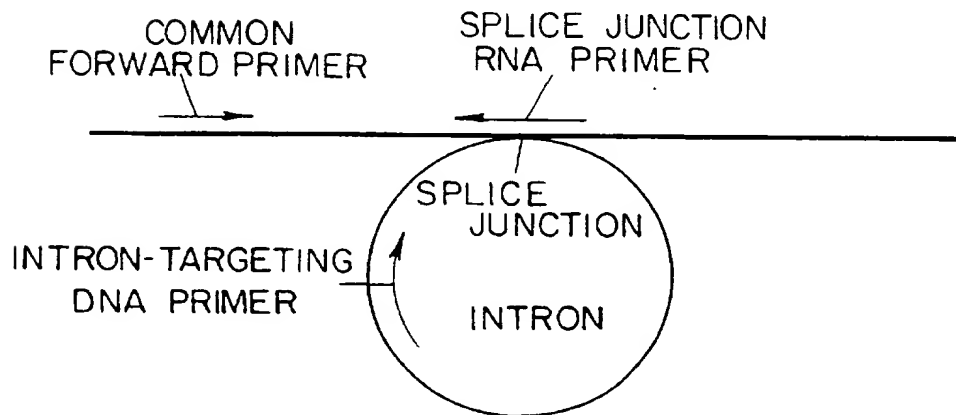 COMMON
FORWARD PRIMER
SPLICE JUNCTION
RNA PRIMER
SPLICE
JUNCTION
INTRON-TARGETING
DNA PRIMER
INTRON